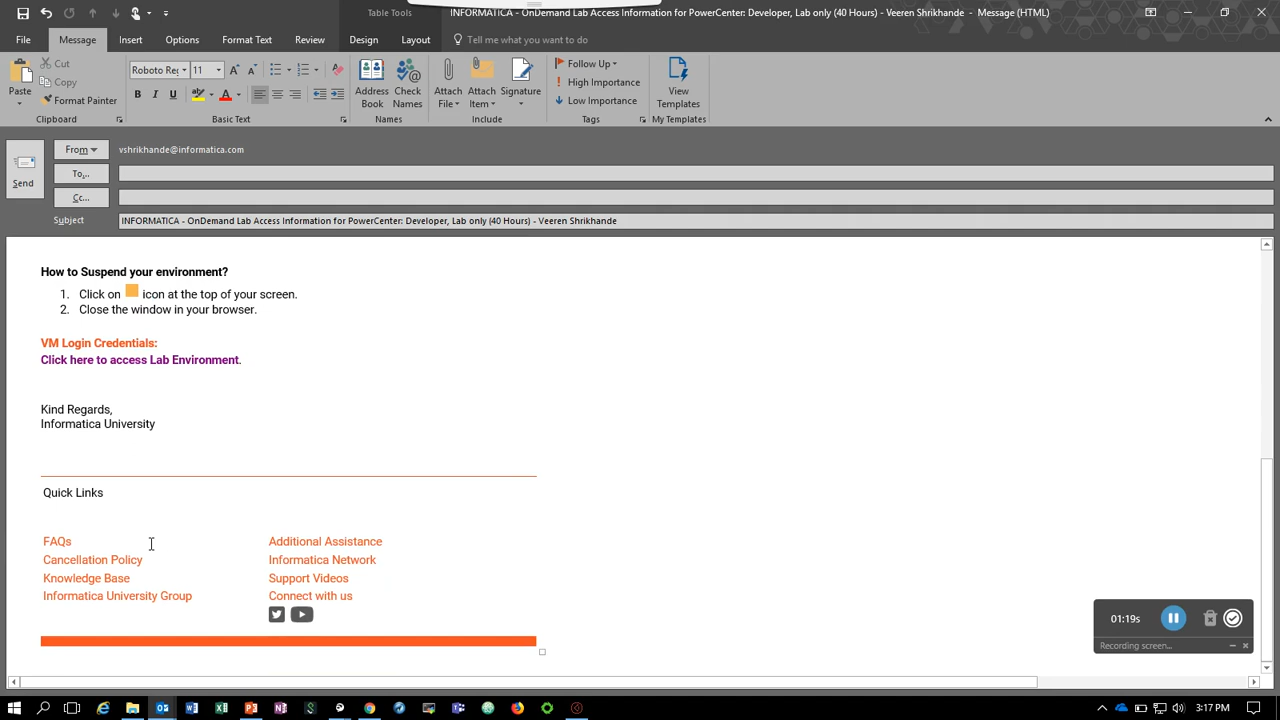 Table Tools
INFORMATICA - OnDemand Lab Access Information for PowerCenter: Developer, Lab only (40 Hours) - Veeren Shrikhande - Message (HTML)
File
Message
Insert
Options
Format Text
Review
Design
Layout
Tell me what you want to do
Paste
Cut
Copy
Format Painter
Clipboard
Roboto Reg
11
B I U
Basic Text
Address Book
Check Names
Names
Attach File
Attach Item
Signature
Include
Follow Up
High Importance
Low Importance
Tags
View Templates
My Templates
Send
From
vshrikhande@informatica.com
To...
Cc...
Subject
INFORMATICA - OnDemand Lab Access Information for PowerCenter: Developer, Lab only (40 Hours) - Veeren Shrikhande
How to Suspend your environment?
1. Click on icon at the top of your screen.
2. Close the window in your browser.
VM Login Credentials:
Click here to access Lab Environment.
Kind Regards,
Informatica University
Quick Links
FAQs
Cancellation Policy
Knowledge Base
Informatica University Group
Additional Assistance
Informatica Network
Support Videos
Connect with us
01:19s
Recording screen...
3:17 PM